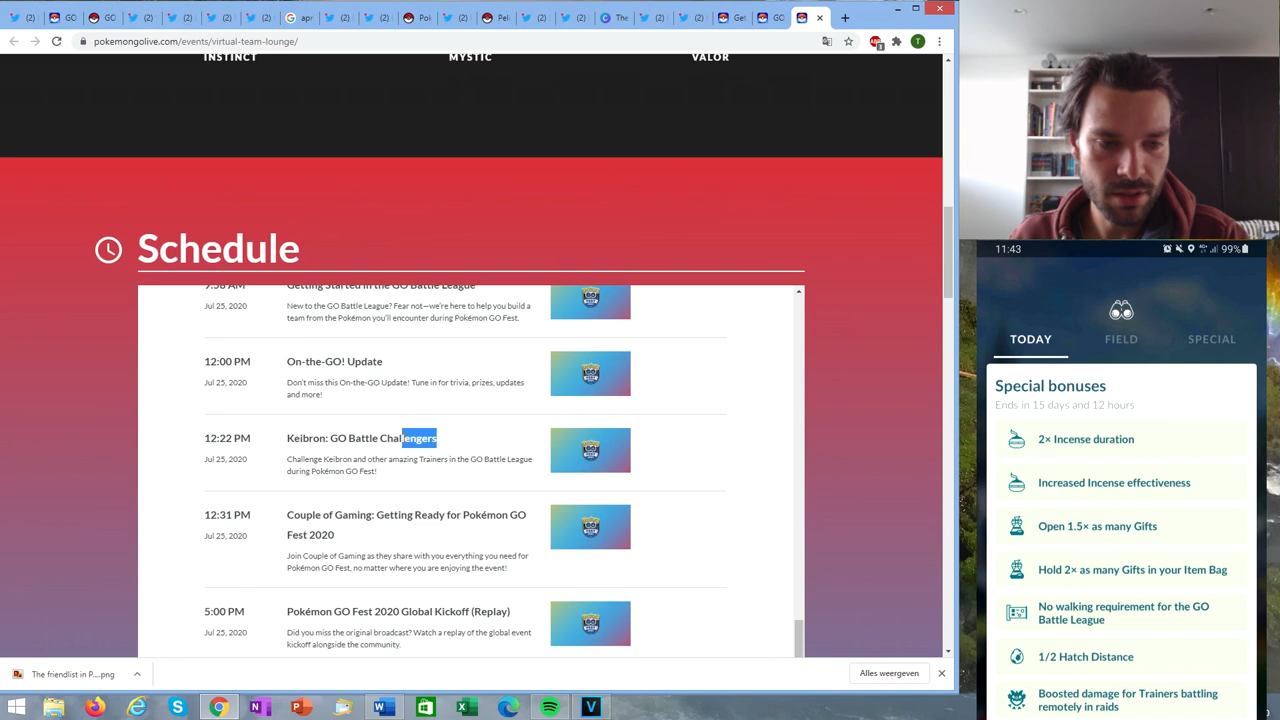 pokemongolive.com/events/virtual-team-lounge/
INSTINCT MYSTIC VALOR
Schedule
9:58 AM Getting Started in the GO Battle League
Jul 25, 2020 New to the GO Battle League? Fear not—we're here to help you build a
team from the Pokémon you'll encounter during Pokémon GO Fest.
12:00 PM On-the-GO! Update
Jul 25, 2020 Don't miss this On-the-GO Update! Tune in for trivia, prizes, updates
and more!
12:22 PM Keibron: GO Battle Challengers
Jul 25, 2020 Challenge Keibron and other amazing Trainers in the GO Battle League
during Pokémon GO Fest!
12:31 PM Couple of Gaming: Getting Ready for Pokémon GO
Fest 2020
Jul 25, 2020 Join Couple of Gaming as they share with you everything you need for
Pokémon GO Fest, no matter where you are enjoying the event!
5:00 PM Pokémon GO Fest 2020 Global Kickoff (Replay)
Jul 25, 2020 Did you miss the original broadcast? Watch a replay of the global event
kickoff alongside the community.
The friendlist in P....png
Alles weergeven
11:43 99%
TODAY FIELD SPECIAL
Special bonuses
Ends in 15 days and 12 hours
2× Incense duration
Increased Incense effectiveness
Open 1.5× as many Gifts
Hold 2× as many Gifts in your Item Bag
No walking requirement for the GO
Battle League
1/2 Hatch Distance
Boosted damage for Trainers battling
remotely in raids